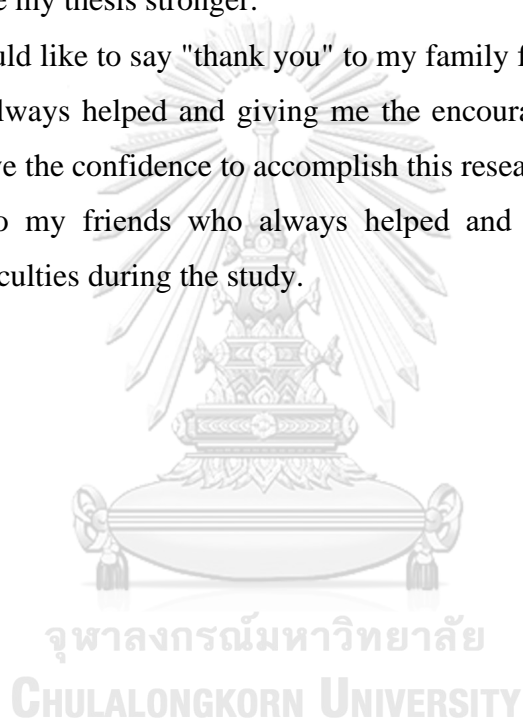 e my thesis stronger.
uld like to say "thank you" to my family f
lways helped and giving me the encoura
ve the confidence to accomplish this resea
o my friends who always helped and
culties during the study.
จุฬาลงกรณ์มหาวิทยาลัย
CHULALONGKORN UNIVERSITY